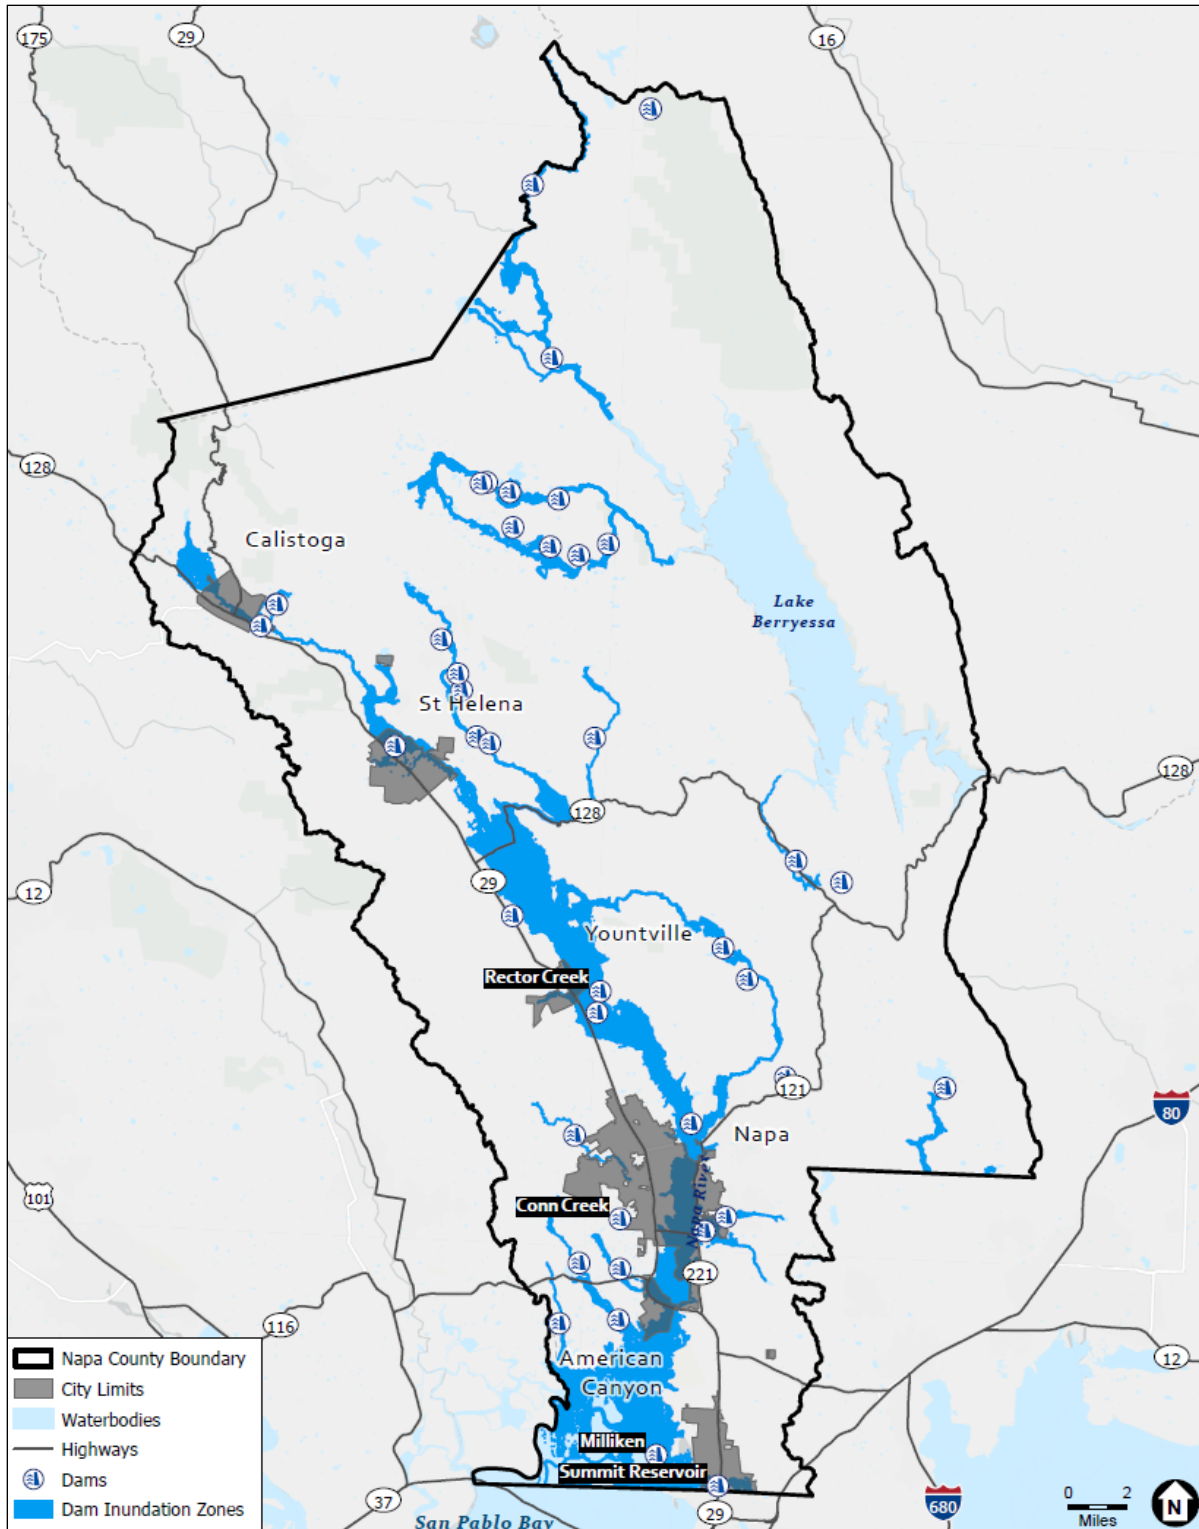 175
29
16
128
Calistoga
Lake
Berryessa
St Helena
128
128
12
29
Yountville
Rector Creek
121
80
Napa
101
Conn Creek
Napa River
221
116
12
American
Canyon
Milliken
Summit Reservoir
37
29
680
San Pablo Bay
Napa County Boundary
City Limits
Waterbodies
Highways
Dams
Dam Inundation Zones
0 2
Miles
N